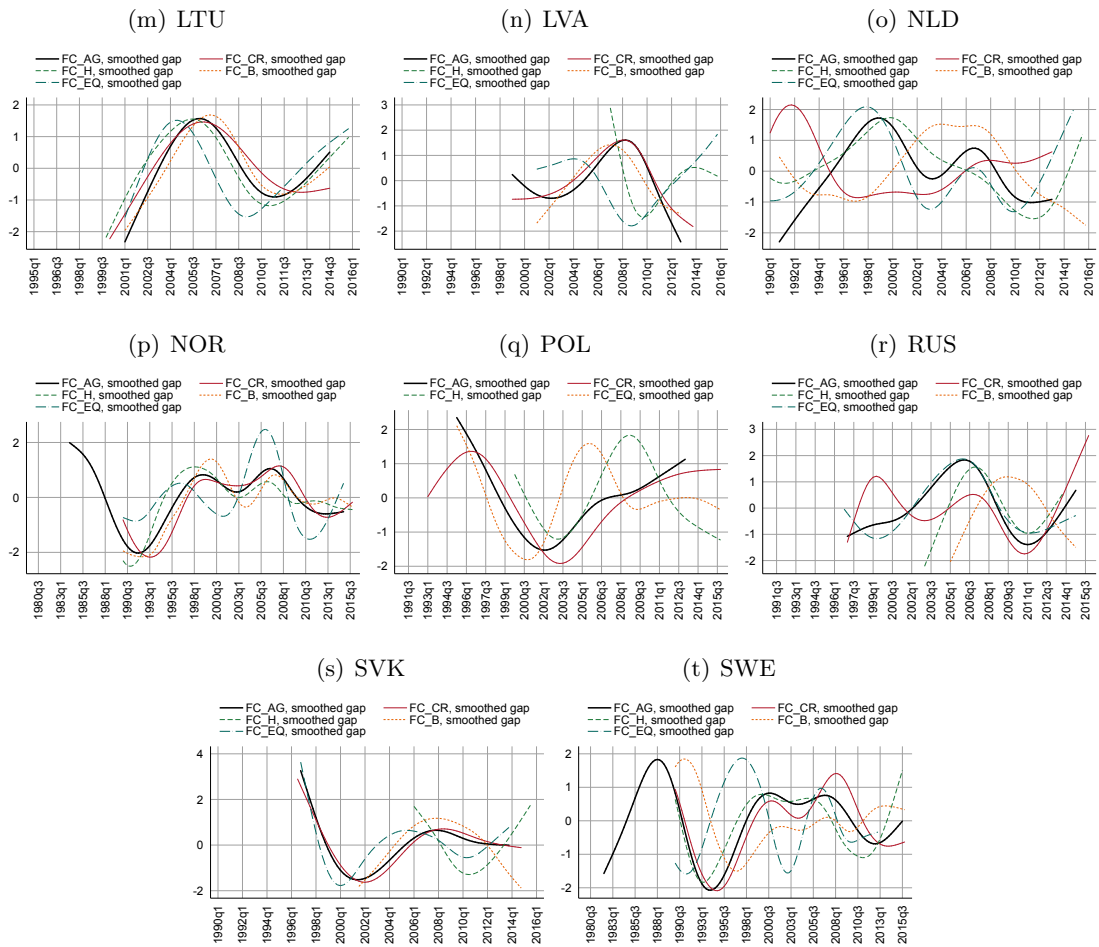 (m) LTU
(n) LVA
(o) NLD
FC_AG, smoothed gap FC_CR, smoothed gap
FC_H, smoothed gap FC_B, smoothed gap
FC_EQ, smoothed gap
2
1
0
-1
-2
1995q1 1996q3 1998q1 1999q3 2001q1 2002q3 2004q1 2005q3 2007q1 2008q3 2010q1 2011q3 2013q1 2014q3 2016q1
FC_AG, smoothed gap FC_CR, smoothed gap
FC_H, smoothed gap FC_B, smoothed gap
FC_EQ, smoothed gap
3
2
1
0
-1
-2
1990q1 1992q1 1994q1 1996q1 1998q1 2000q1 2002q1 2004q1 2006q1 2008q1 2010q1 2012q1 2014q1 2016q1
FC_AG, smoothed gap FC_CR, smoothed gap
FC_H, smoothed gap FC_B, smoothed gap
FC_EQ, smoothed gap
2
1
0
-1
-2
1990q1 1992q1 1994q1 1996q1 1998q1 2000q1 2002q1 2004q1 2006q1 2008q1 2010q1 2012q1 2014q1 2016q1
(p) NOR
(q) POL
(r) RUS
FC_AG, smoothed gap FC_CR, smoothed gap
FC_H, smoothed gap FC_B, smoothed gap
FC_EQ, smoothed gap
2
0
-2
1980q3 1983q1 1985q3 1988q1 1990q3 1993q1 1995q3 1998q1 2000q3 2003q1 2005q3 2008q1 2010q3 2013q1 2015q3
FC_AG, smoothed gap FC_CR, smoothed gap
FC_H, smoothed gap FC_EQ, smoothed gap
2
1
0
-1
-2
1991q3 1993q1 1994q3 1996q1 1997q3 1999q1 2000q3 2002q1 2003q3 2005q1 2006q3 2008q1 2009q3 2011q1 2012q3 2014q1 2015q3
FC_AG, smoothed gap FC_CR, smoothed gap
FC_H, smoothed gap FC_B, smoothed gap
FC_EQ, smoothed gap
3
2
1
0
-1
-2
1991q3 1993q1 1994q3 1996q1 1997q3 1999q1 2000q3 2002q1 2003q3 2005q1 2006q3 2008q1 2009q3 2011q1 2012q3 2014q1 2015q3
(s) SVK
(t) SWE
FC_AG, smoothed gap FC_CR, smoothed gap
FC_H, smoothed gap FC_B, smoothed gap
FC_EQ, smoothed gap
4
2
0
-2
1990q1 1992q1 1994q1 1996q1 1998q1 2000q1 2002q1 2004q1 2006q1 2008q1 2010q1 2012q1 2014q1 2016q1
FC_AG, smoothed gap FC_CR, smoothed gap
FC_H, smoothed gap FC_B, smoothed gap
FC_EQ, smoothed gap
2
1
0
-1
-2
1980q3 1983q1 1985q3 1988q1 1990q3 1993q1 1995q3 1998q1 2000q3 2003q1 2005q3 2008q1 2010q3 2013q1 2015q3